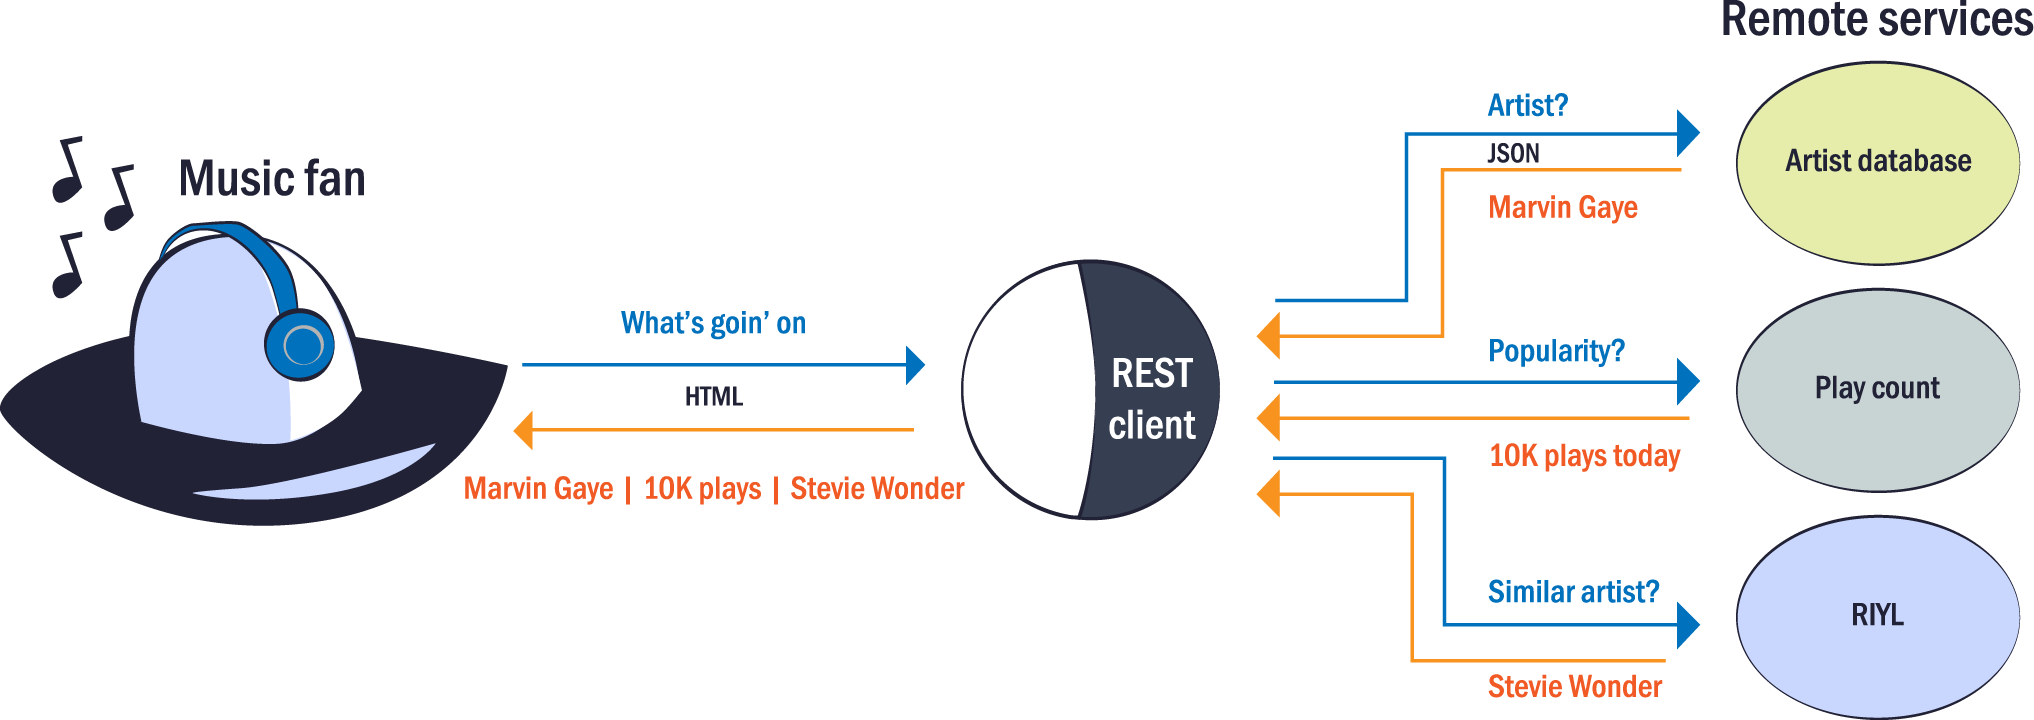 Remote services
Artist?
JSON
Marvin Gaye
Artist database
Music fan
What's goin' on
HTML
Marvin Gaye | 10K plays | Stevie Wonder
REST
client
Popularity?
10K plays today
Play count
Similar artist?
Stevie Wonder
RIYL